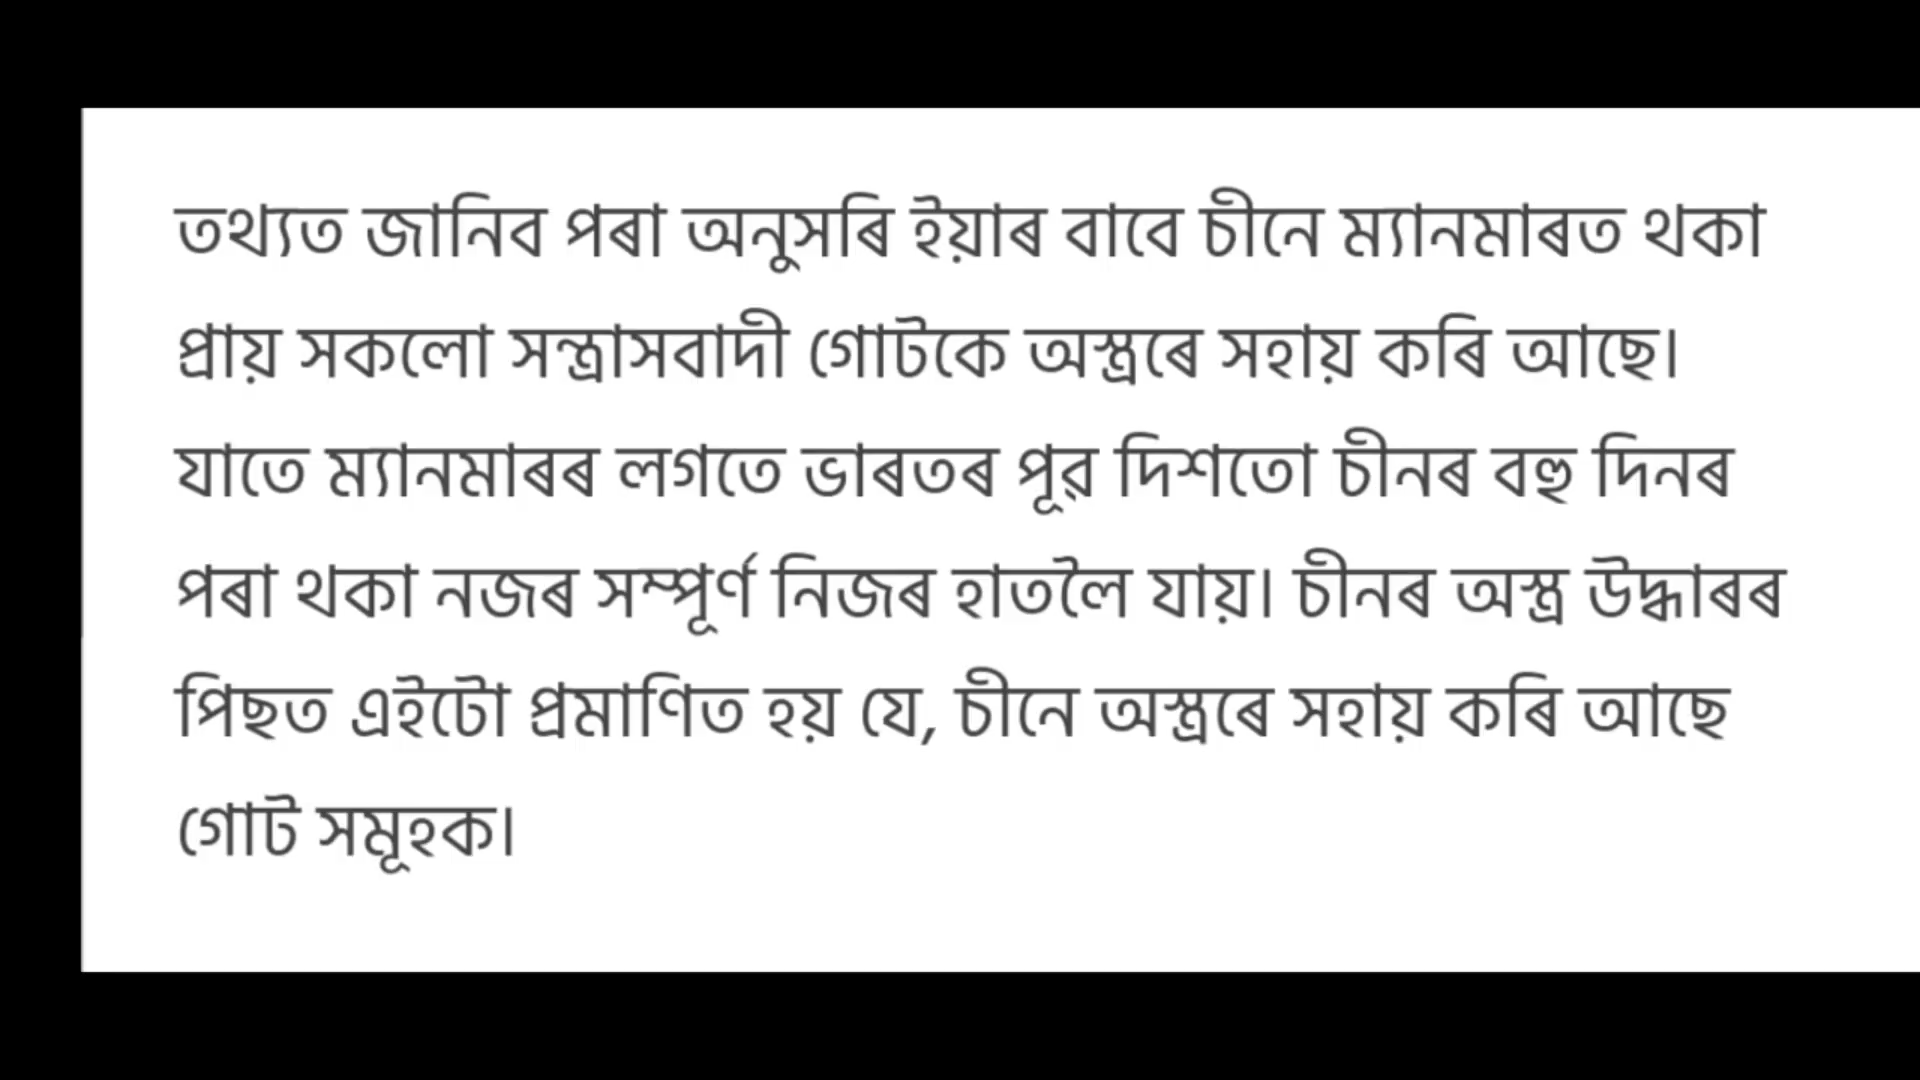 তথ্যত জানিব পৰা অনুসৰি ইয়াৰ বাবে চীনে ম্যানমাৰত থকা
প্ৰায় সকলো সন্ত্ৰাসবাদী গোটকে অস্ত্ৰৰে সহায় কৰি আছে।
যাতে ম্যানমাৰৰ লগতে ভাৰতৰ পূৱ দিশতো চীনৰ বহু দিনৰ
পৰা থকা নজৰ সম্পূৰ্ণ নিজৰ হাতলৈ যায়। চীনৰ অস্ত্ৰ উদ্ধাৰৰ
পিছত এইটো প্ৰমাণিত হয় যে, চীনে অস্ত্ৰৰে সহায় কৰি আছে
গোট সমূহক।